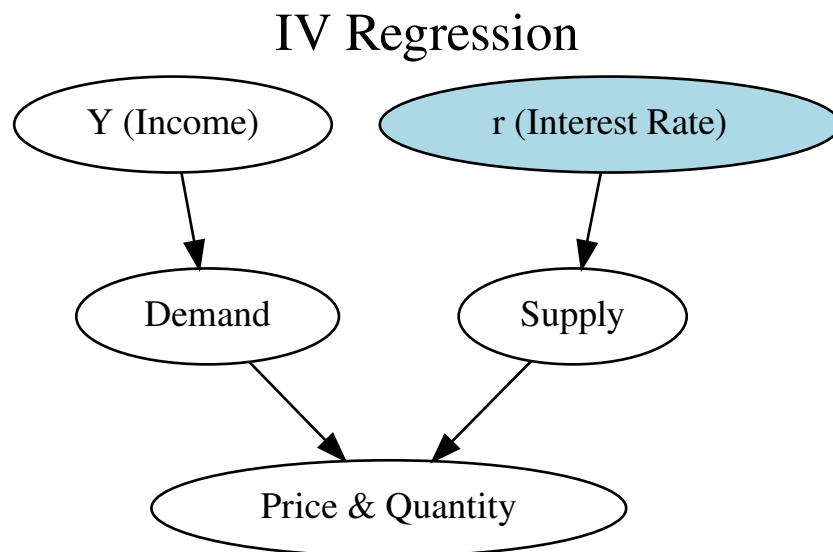 IV Regression
Y (Income)
r (Interest Rate)
Demand
Supply
Price & Quantity